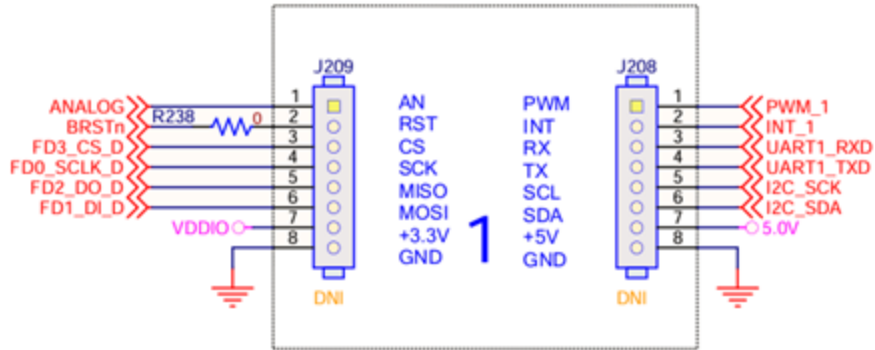 J209 J208
ANALOG 1 AN PWM 1 PWM_1
BRSTn R238 0 2 RST INT 2 INT_1
FD3_CS_D 3 CS RX 3 UART1_RXD
FD0_SCLK_D 4 SCK TX 4 UART1_TXD
FD2_DO_D 5 MISO SCL 5 I2C_SCK
FD1_DI_D 6 MOSI SDA 6 I2C_SDA
VDDIO 7 +3.3V +5V 7 5.0V
8 GND GND 8
1
DNI DNI